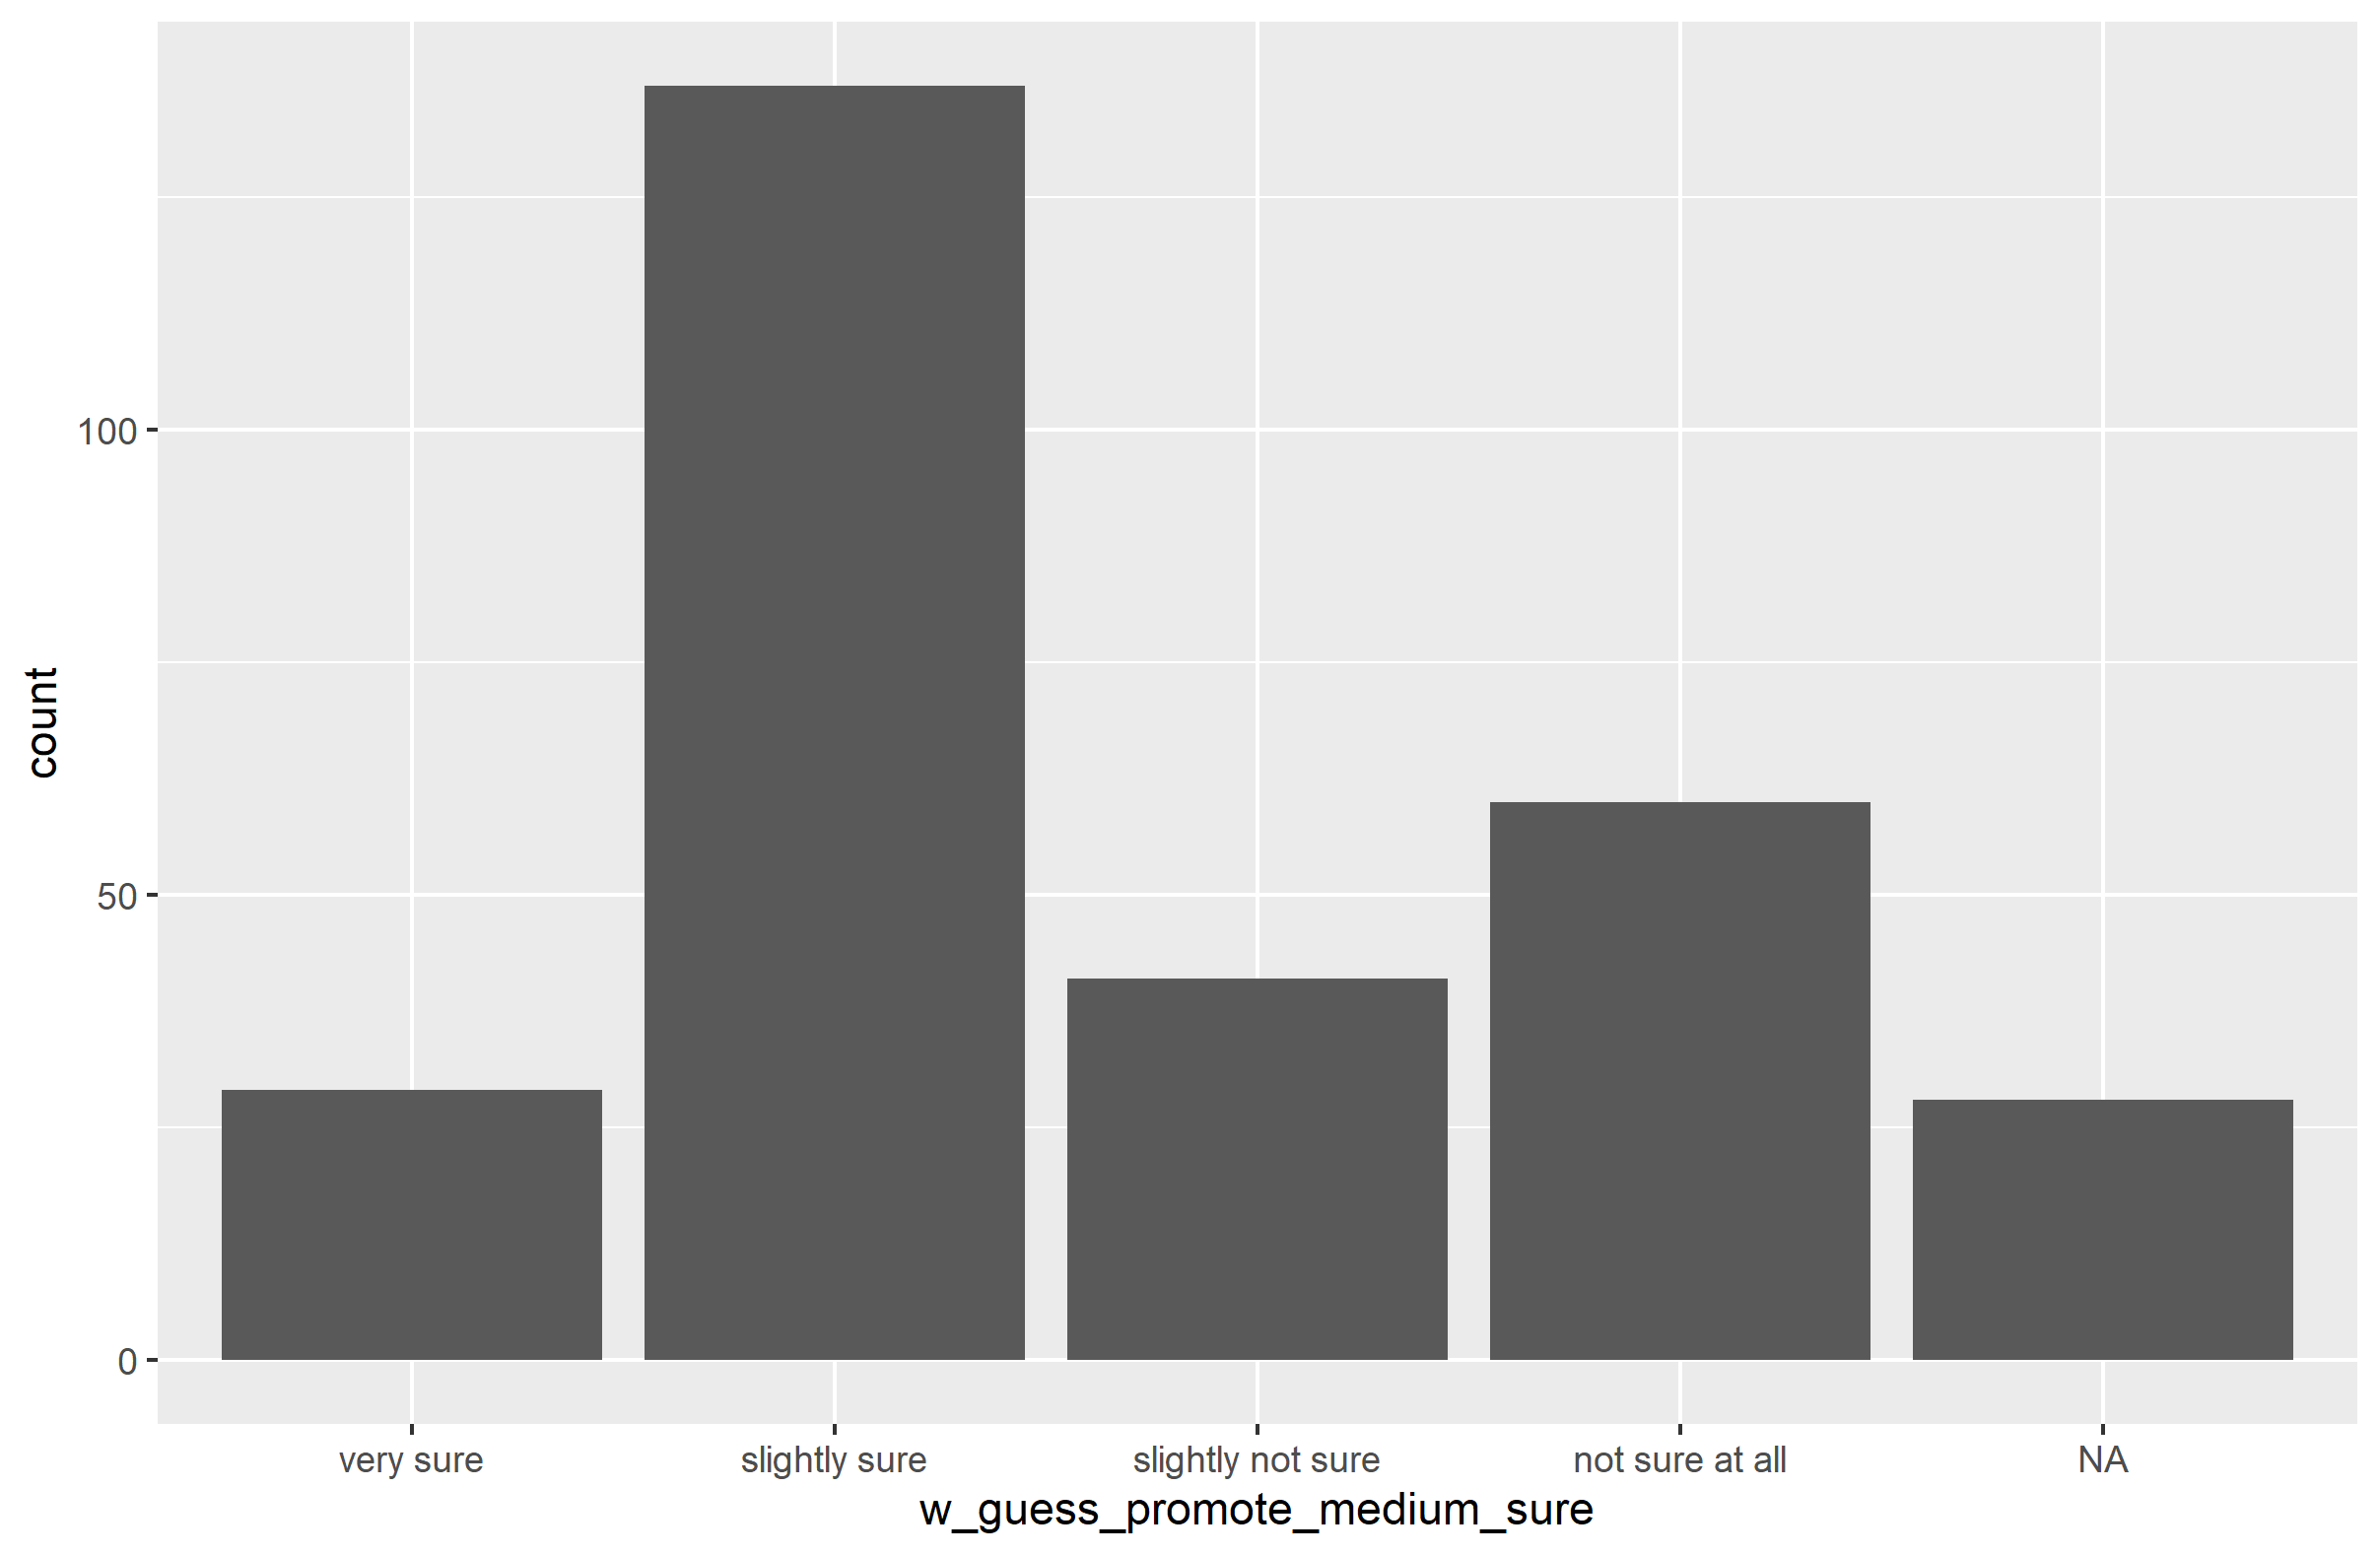 count
100
50
0
very sure slightly sure slightly not sure not sure at all NA
w_guess_promote_medium_sure